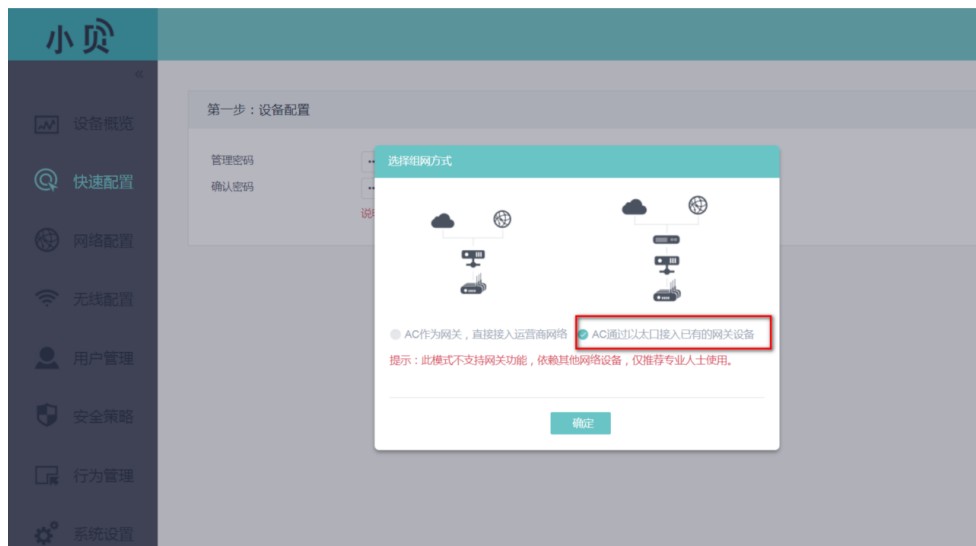 小贝
«
设备概览
快速配置
网络配置
无线配置
用户管理
安全策略
行为管理
系统设置
第一步：设备配置
管理密码
确认密码
选择组网方式
AC作为网关，直接接入运营商网络
AC通过以太口接入已有的网关设备
提示：此模式不支持网关功能，依赖其他网络设备，仅推荐专业人士使用。
确定